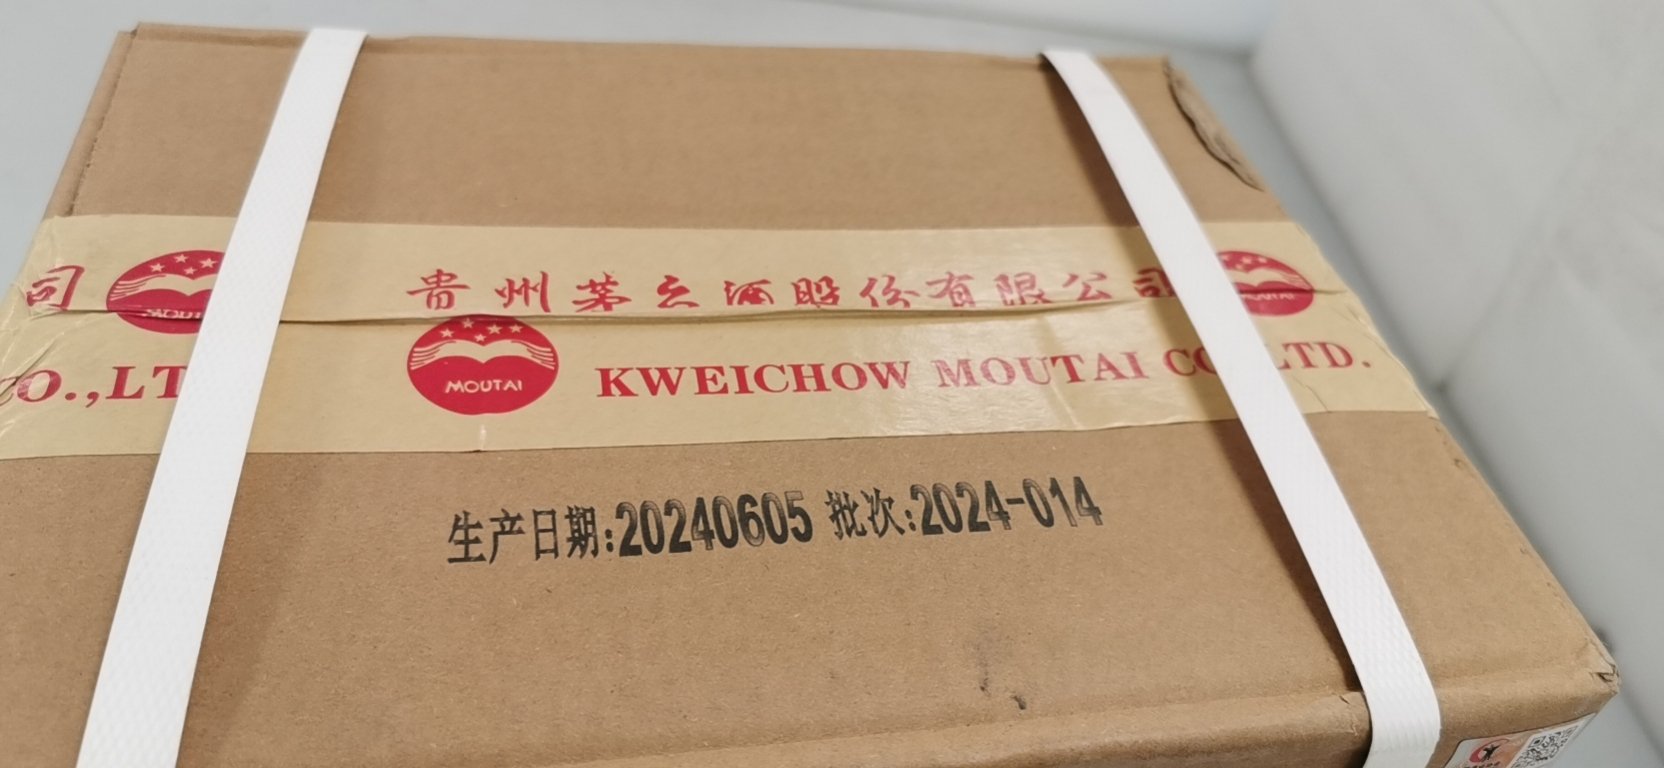 司 MOUTAI 贵州茅台酒股份有限公司 MOUTAI
CO.,LT MOUTAI KWEICHOW MOUTAI CO LTD.
生产日期:20240605 批次:2024-014